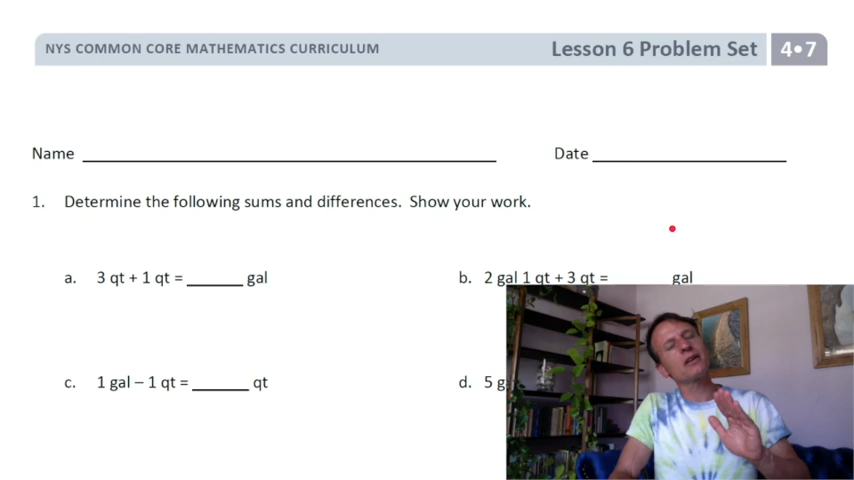 NYS COMMON CORE MATHEMATICS CURRICULUM
Lesson 6 Problem Set 4•7
Name
Date
1. Determine the following sums and differences. Show your work.
a. 3 qt + 1 qt = ______ gal
b. 2 gal 1 qt + 3 qt = gal
c. 1 gal – 1 qt = ______ qt
d. 5